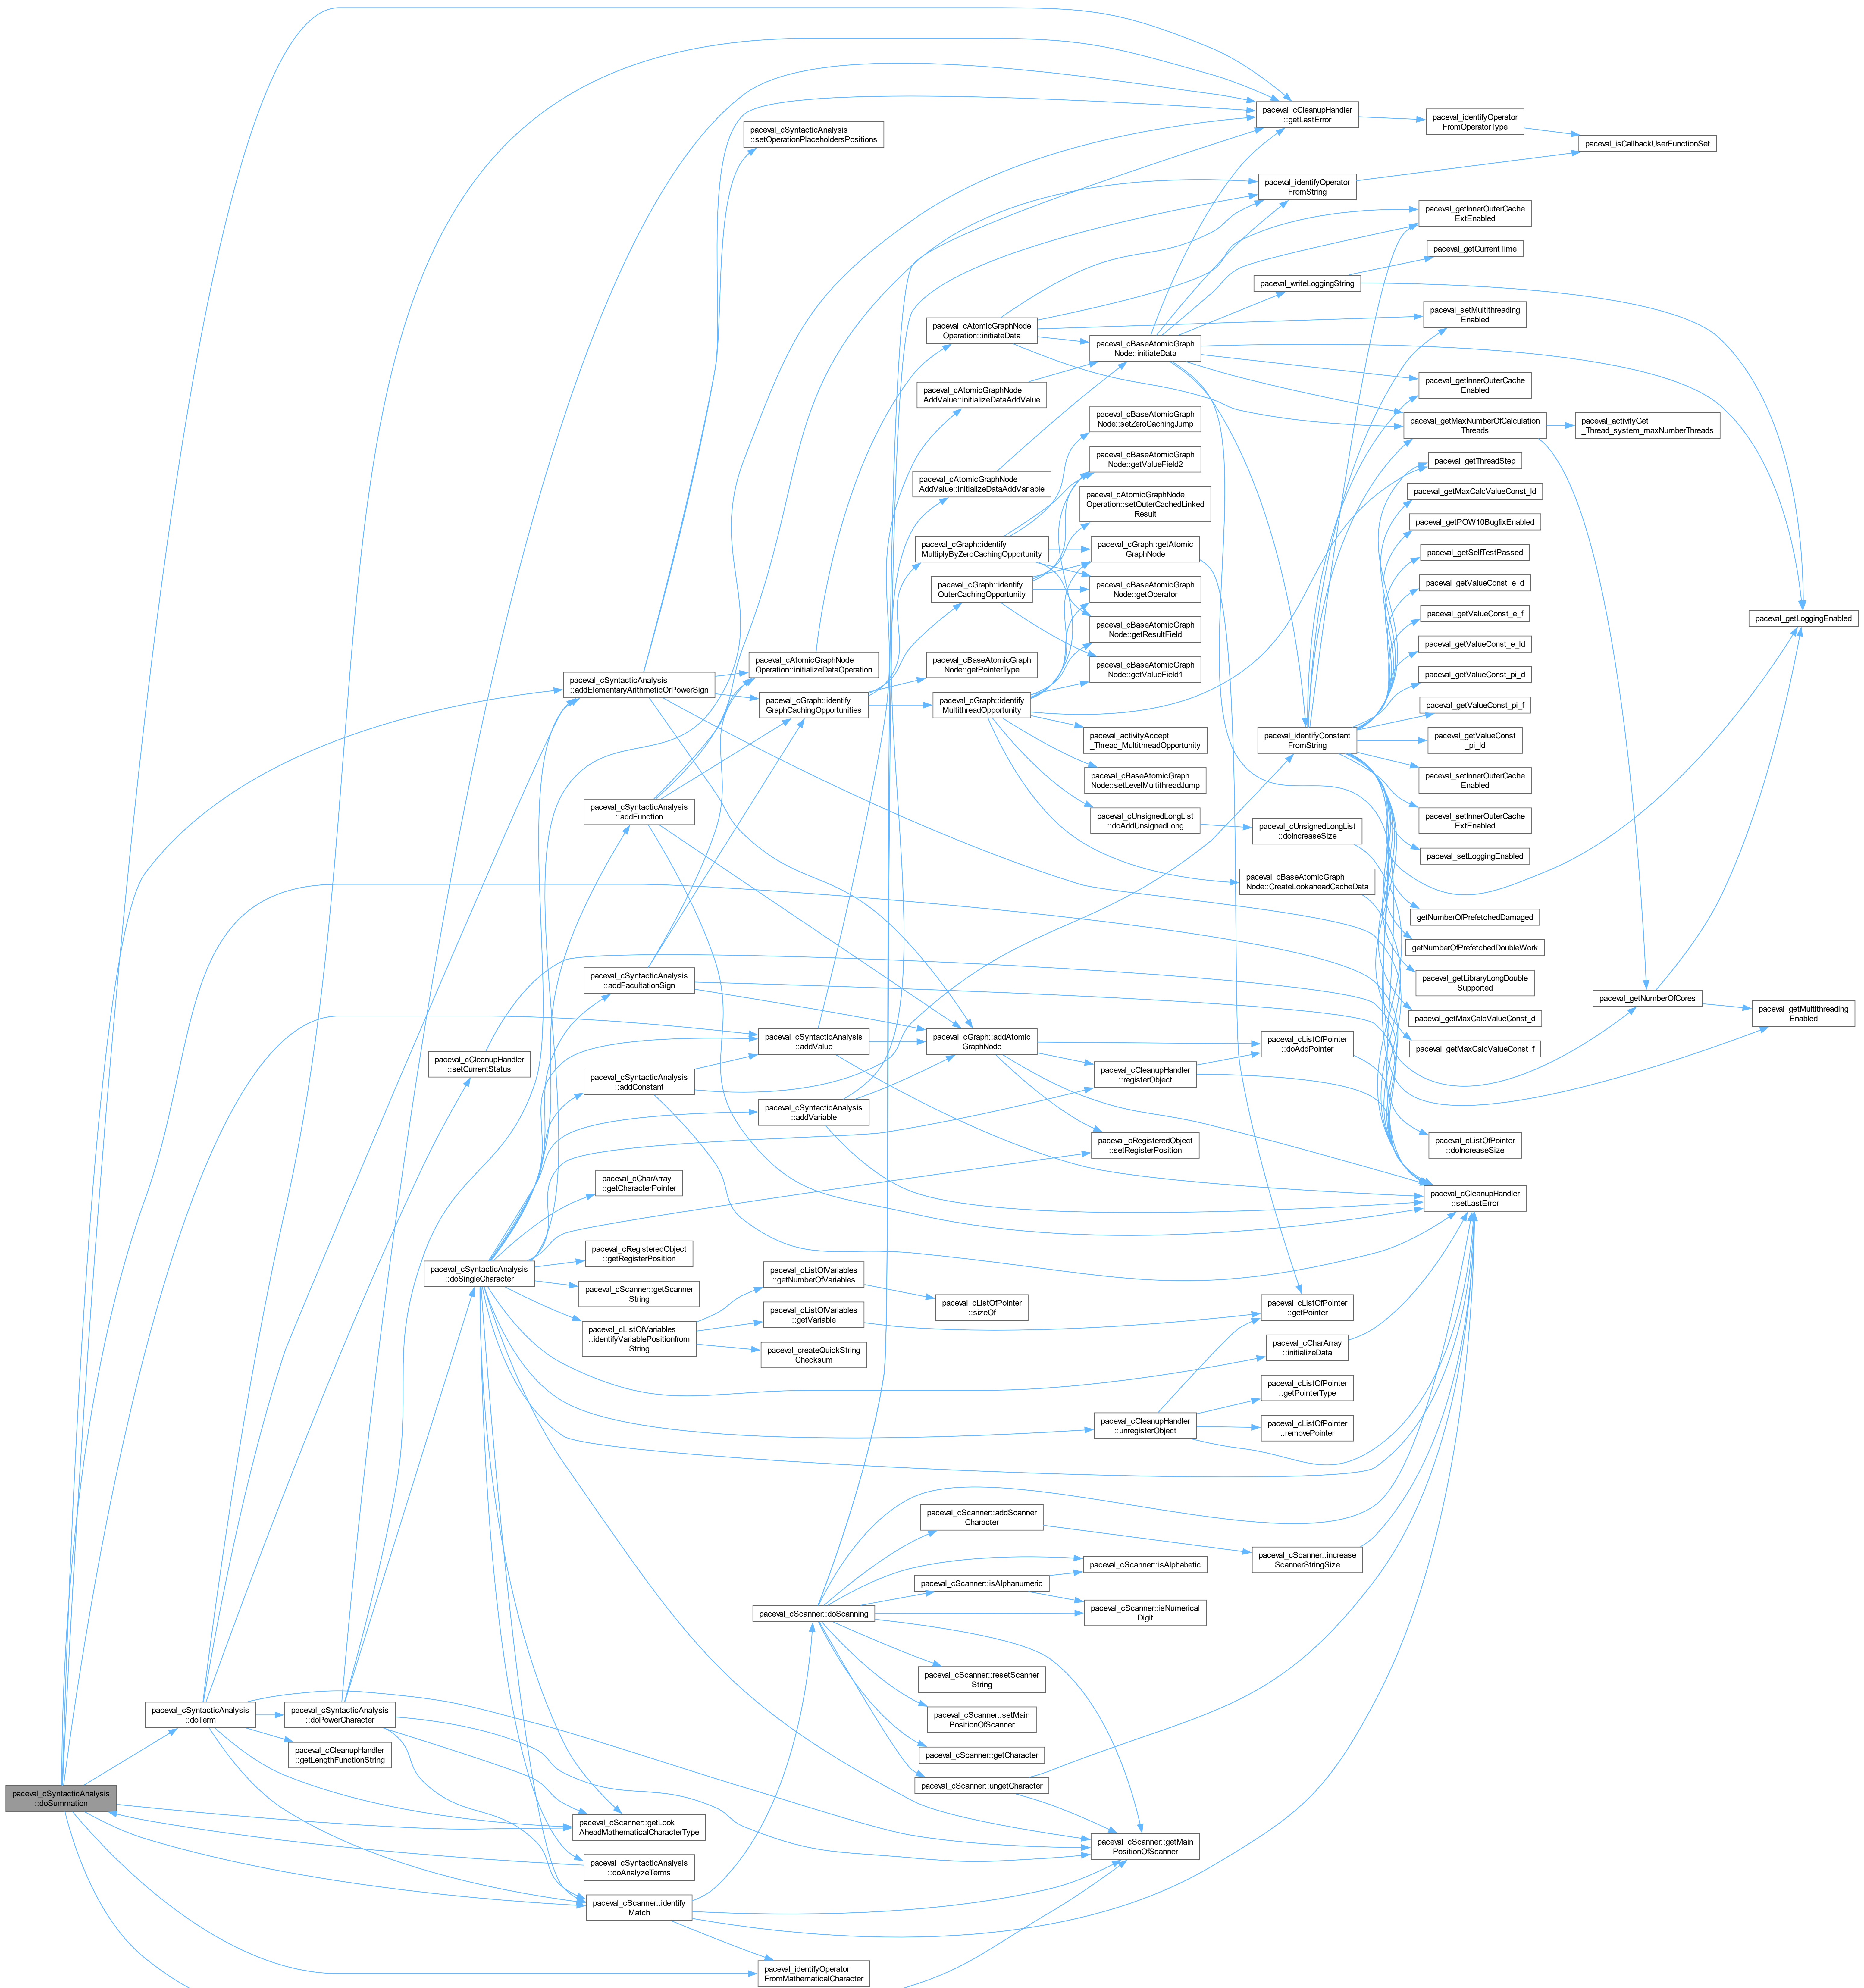 paceval_cSyntacticAnalysis
::doSummation
paceval_cSyntacticAnalysis
::doTerm
paceval_cSyntacticAnalysis
::doPowerCharacter
paceval_cCleanupHandler
::getLengthFunctionString
paceval_cCleanupHandler
::setCurrentStatus
paceval_cSyntacticAnalysis
::doSingleCharacter
paceval_cSyntacticAnalysis
::addElementaryArithmeticOrPowerSign
paceval_cSyntacticAnalysis
::addFunction
paceval_cSyntacticAnalysis
::addFacultationSign
paceval_cSyntacticAnalysis
::addConstant
paceval_cCharArray
::getCharacterPointer
paceval_cRegisteredObject
::getRegisterPosition
paceval_cScanner::getScanner
String
paceval_cListOfVariables
::identifyVariablePositionfrom
String
paceval_cScanner::getLook
AheadMathematicalCharacterType
paceval_cSyntacticAnalysis
::doAnalyzeTerms
paceval_cScanner::identify
Match
paceval_cSyntacticAnalysis
::setOperationPlaceholdersPositions
paceval_cAtomicGraphNode
Operation::initializeDataOperation
paceval_cGraph::identify
GraphCachingOpportunities
paceval_cSyntacticAnalysis
::addValue
paceval_cSyntacticAnalysis
::addVariable
paceval_cListOfVariables
::getNumberOfVariables
paceval_cListOfVariables
::getVariable
paceval_createQuickString
Checksum
paceval_cScanner::doScanning
paceval_identifyOperator
FromMathematicalCharacter
paceval_cAtomicGraphNode
Operation::initiateData
paceval_cAtomicGraphNode
AddValue::initializeDataAddValue
paceval_cAtomicGraphNode
AddValue::initializeDataAddVariable
paceval_cGraph::identify
MultiplyByZeroCachingOpportunity
paceval_cGraph::identify
OuterCachingOpportunity
paceval_cBaseAtomicGraph
Node::getPointerType
paceval_cGraph::identify
MultithreadOpportunity
paceval_cGraph::addAtomic
GraphNode
paceval_cListOfPointer
::sizeOf
paceval_cScanner::addScanner
Character
paceval_cScanner::isAlphanumeric
paceval_cScanner::resetScanner
String
paceval_cScanner::setMain
PositionOfScanner
paceval_cScanner::getCharacter
paceval_cScanner::ungetCharacter
paceval_cBaseAtomicGraph
Node::initiateData
paceval_cBaseAtomicGraph
Node::setZeroCachingJump
paceval_cBaseAtomicGraph
Node::getValueField2
paceval_cAtomicGraphNode
Operation::setOuterCachedLinked
Result
paceval_cGraph::getAtomic
GraphNode
paceval_cBaseAtomicGraph
Node::getOperator
paceval_cBaseAtomicGraph
Node::getResultField
paceval_cBaseAtomicGraph
Node::getValueField1
paceval_activityAccept
_Thread_MultithreadOpportunity
paceval_cBaseAtomicGraph
Node::setLevelMultithreadJump
paceval_cUnsignedLongList
::doAddUnsignedLong
paceval_cCleanupHandler
::registerObject
paceval_cRegisteredObject
::setRegisterPosition
paceval_cCleanupHandler
::unregisterObject
paceval_cScanner::isAlphabetic
paceval_cScanner::isNumerical
Digit
paceval_cScanner::getMain
PositionOfScanner
paceval_cCleanupHandler
::getLastError
paceval_identifyOperator
FromString
paceval_writeLoggingString
paceval_identifyConstant
FromString
paceval_cUnsignedLongList
::doIncreaseSize
paceval_cBaseAtomicGraph
Node::CreateLookaheadCacheData
paceval_cListOfPointer
::doAddPointer
paceval_cListOfPointer
::getPointer
paceval_cCharArray
::initializeData
paceval_cListOfPointer
::getPointerType
paceval_cListOfPointer
::removePointer
paceval_cScanner::increase
ScannerStringSize
paceval_identifyOperator
FromOperatorType
paceval_getInnerOuterCache
ExtEnabled
paceval_getCurrentTime
paceval_setMultithreading
Enabled
paceval_getInnerOuterCache
Enabled
paceval_getMaxNumberOfCalculation
Threads
paceval_getThreadStep
paceval_getMaxCalcValueConst_ld
paceval_getPOW10BugfixEnabled
paceval_getSelfTestPassed
paceval_getValueConst_e_d
paceval_getValueConst_e_f
paceval_getValueConst_e_ld
paceval_getValueConst_pi_d
paceval_getValueConst_pi_f
paceval_getValueConst
_pi_ld
paceval_setInnerOuterCache
Enabled
paceval_setInnerOuterCache
ExtEnabled
paceval_setLoggingEnabled
getNumberOfPrefetchedDamaged
getNumberOfPrefetchedDoubleWork
paceval_getLibraryLongDouble
Supported
paceval_getMaxCalcValueConst_d
paceval_getMaxCalcValueConst_f
paceval_cListOfPointer
::doIncreaseSize
paceval_cCleanupHandler
::setLastError
paceval_isCallbackUserFunctionSet
paceval_activityGet
_Thread_system_maxNumberThreads
paceval_getNumberOfCores
paceval_getLoggingEnabled
paceval_getMultithreading
Enabled